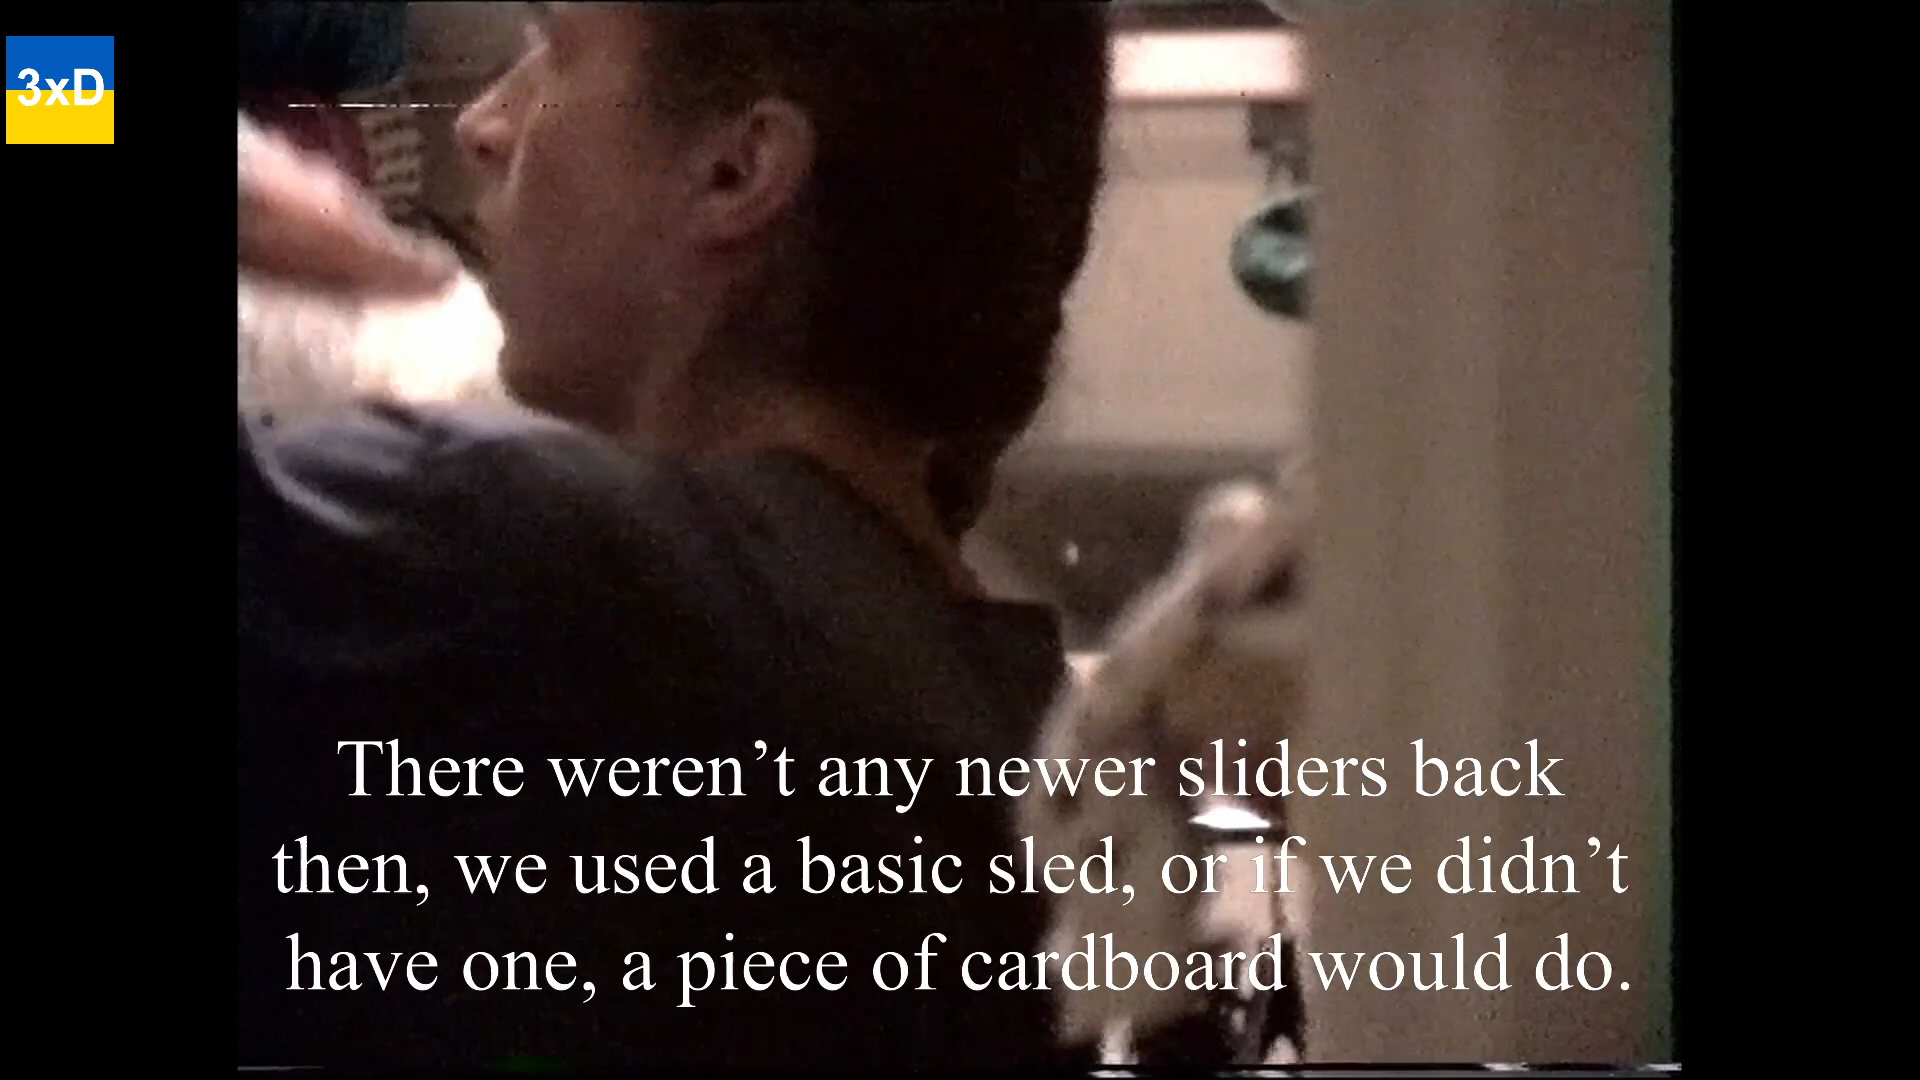 3xD
There weren’t any newer sliders back
then, we used a basic sled, or if we didn’t
have one, a piece of cardboard would do.